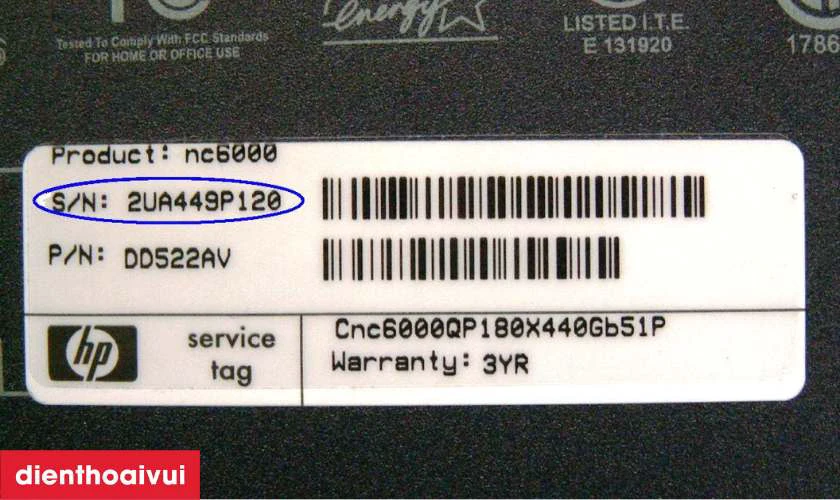 energy
Tested To Comply With FCC Standards
FOR HOME OR OFFICE USE
LISTED I.T.E.
E 131920
1786
Product: nc6000
S/N: 2UA449P120
P/N: DD522AV
hp
service
tag
Cnc6000QP180X440Gb51P
Warranty: 3YR
dienthoaivui